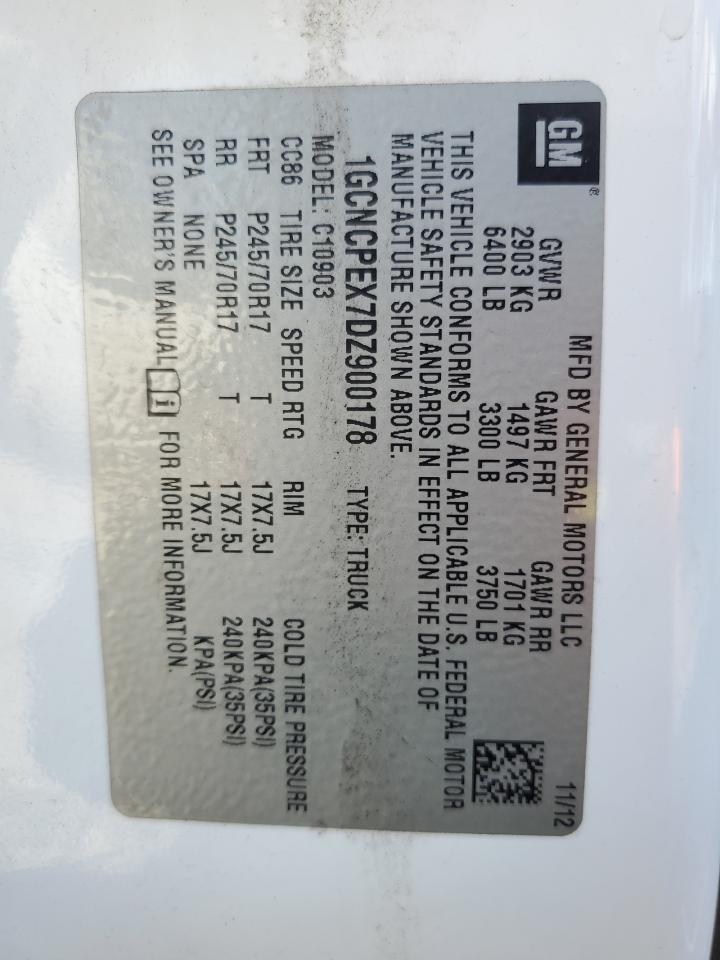 GM®
MFD BY GENERAL MOTORS LLC 11/12
GVWR GAWR FRT GAWR RR
2903 KG 1497 KG 1701 KG
6400 LB 3300 LB 3750 LB
THIS VEHICLE CONFORMS TO ALL APPLICABLE U.S. FEDERAL MOTOR
VEHICLE SAFETY STANDARDS IN EFFECT ON THE DATE OF
MANUFACTURE SHOWN ABOVE.
1GCNCPEX7DZ900178 TYPE: TRUCK
MODEL: C10903
CC86 TIRE SIZE SPEED RTG RIM COLD TIRE PRESSURE
FRT P245/70R17 T 17X7.5J 240KPA(35PSI)
RR P245/70R17 T 17X7.5J 240KPA(35PSI)
SPA NONE 17X7.5J KPA(PSI)
SEE OWNER'S MANUAL i FOR MORE INFORMATION.